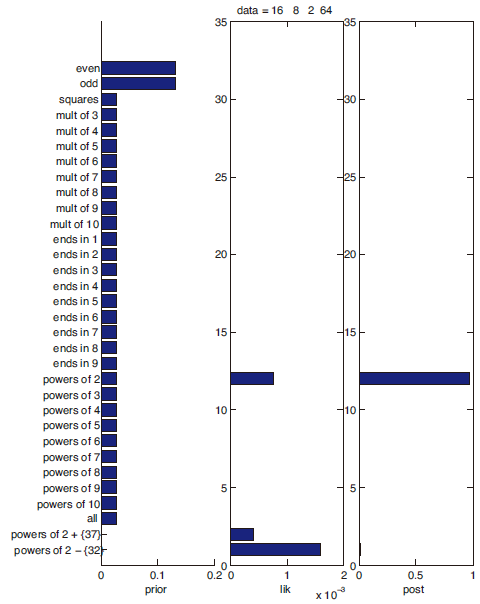 data = 16 8 2 64
even
odd
squares
mult of 3
mult of 4
mult of 5
mult of 6
mult of 7
mult of 8
mult of 9
mult of 10
ends in 1
ends in 2
ends in 3
ends in 4
ends in 5
ends in 6
ends in 7
ends in 8
ends in 9
powers of 2
powers of 3
powers of 4
powers of 5
powers of 6
powers of 7
powers of 8
powers of 9
powers of 10
all
powers of 2 + {37}
powers of 2 − {32}
0 0.1 0.2
prior
35
30
25
20
15
10
5
0
0 1 2
lik
x 10⁻³
35
30
25
20
15
10
5
0
0 0.5 1
post